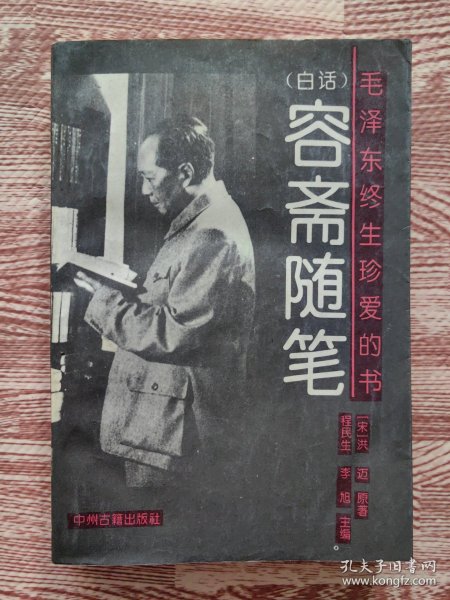 毛泽东终生珍爱的书
（白话）
容斋随笔
［宋］洪 迈 原著
程民生 李 旭 主编
中州古籍出版社
孔夫子旧书网
www.kongfz.com